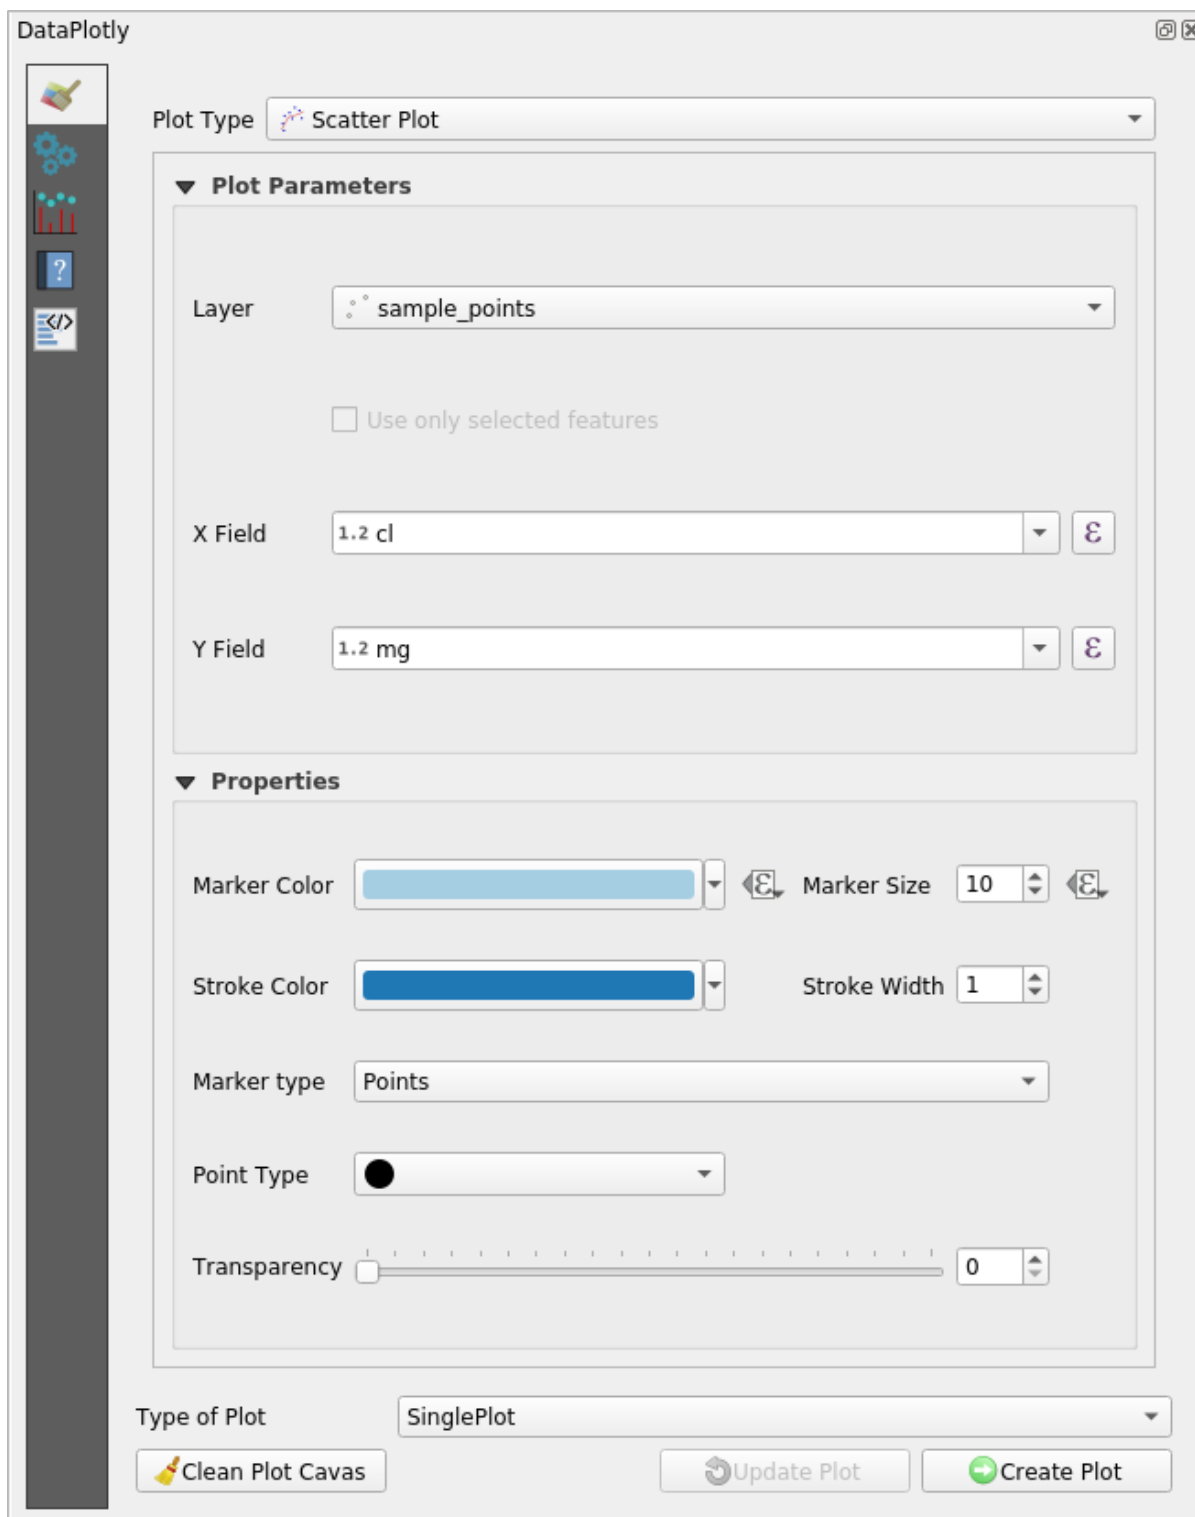 DataPlotly
Plot Type Scatter Plot
Plot Parameters
Layer sample_points
Use only selected features
X Field 1.2 cl ε
Y Field 1.2 mg ε
Properties
Marker Color ε Marker Size 10 ε
Stroke Color Stroke Width 1
Marker type Points
Point Type
Transparency 0
Type of Plot SinglePlot
Clean Plot Cavas Update Plot Create Plot
? 
</>